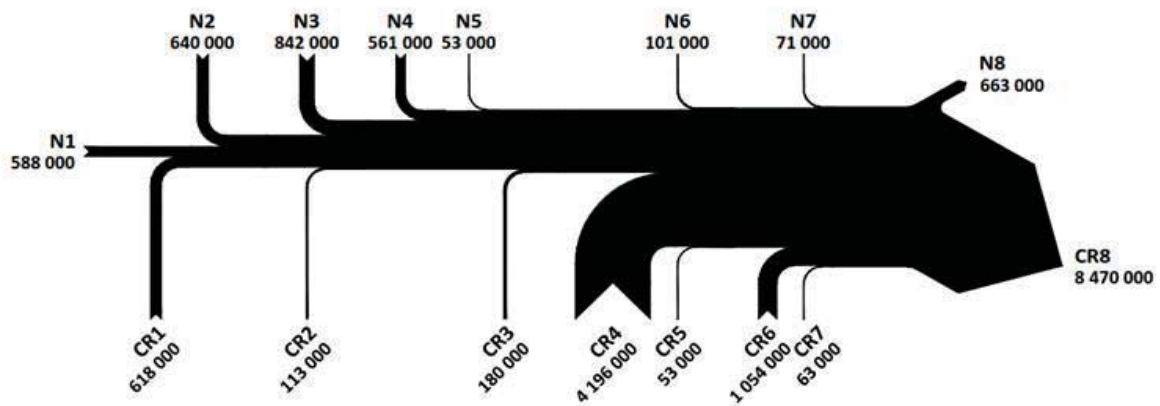 N2
640 000
N3
842 000
N4
561 000
N5
53 000
N6
101 000
N7
71 000
N8
663 000
N1
588 000
CR8
8 470 000
CR1
618 000
CR2
113 000
CR3
180 000
CR4
4 196 000
CR5
53 000
CR6
1 054 000
CR7
63 000